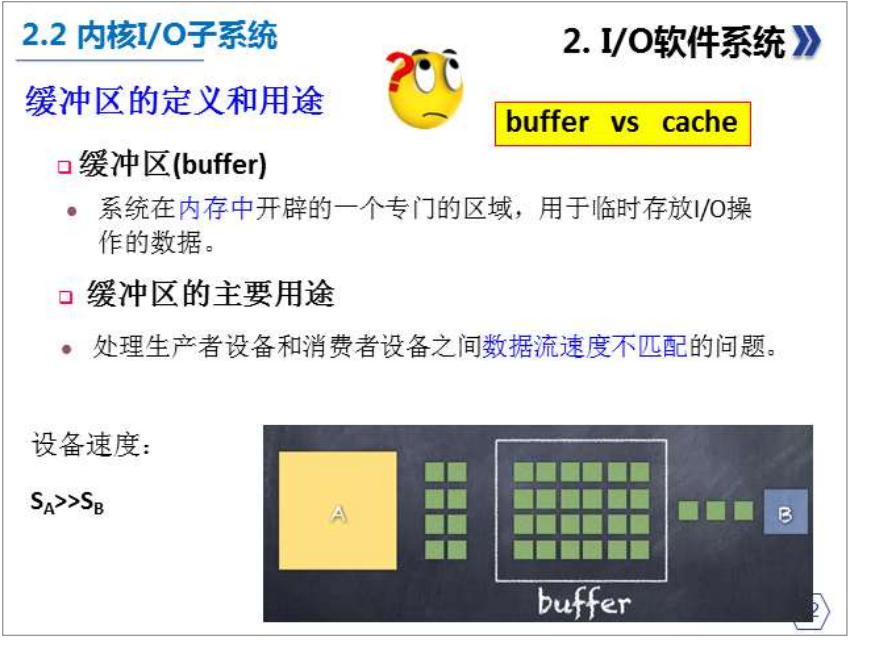 2.2 内核I/O子系统
2. I/O软件系统
缓冲区的定义和用途
buffer vs cache
缓冲区(buffer)
系统在内存中开辟的一个专门的区域，用于临时存放I/O操
作的数据。
缓冲区的主要用途
处理生产者设备和消费者设备之间数据流速度不匹配的问题。
设备速度：
SA>>SB
A
B
buffer